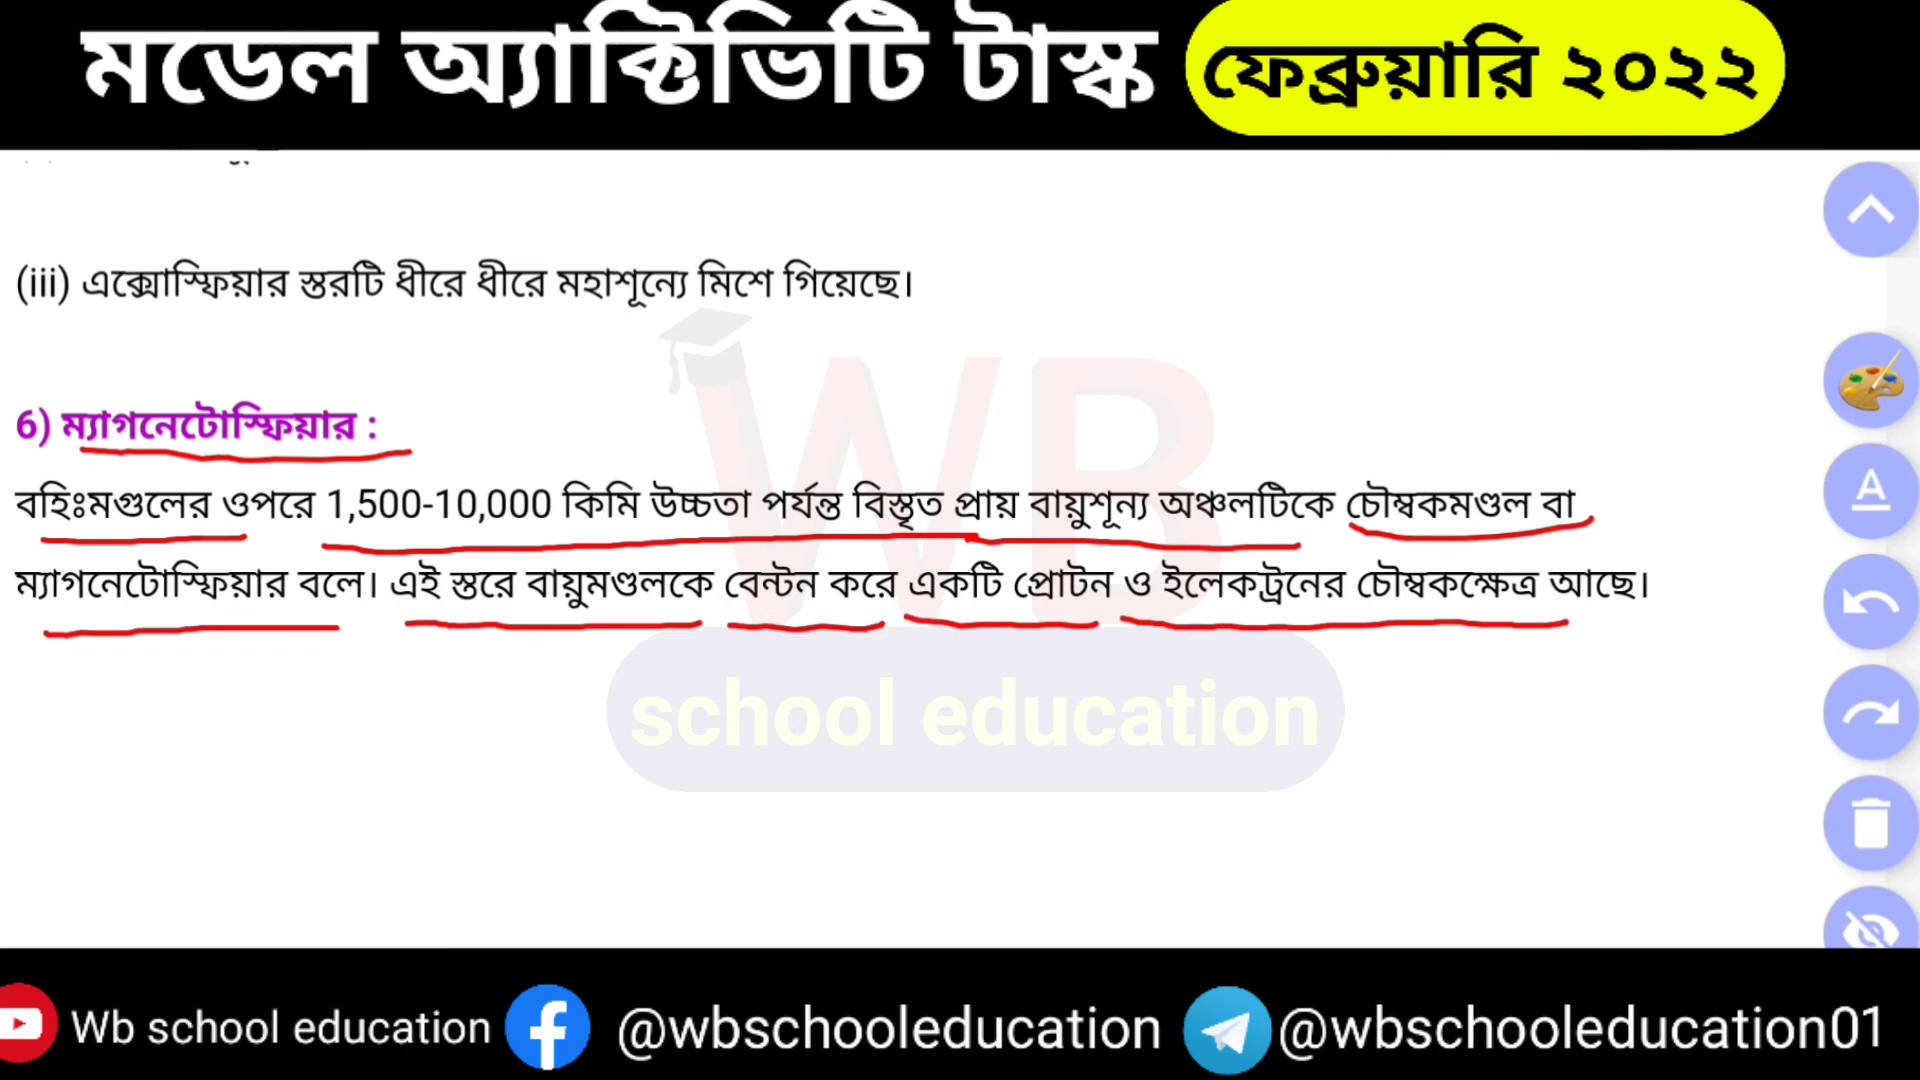 মডেল অ্যাক্টিভিটি টাস্ক ফেব্রুয়ারি ২০২২
(iii) এক্সোস্ফিয়ার স্তরটি ধীরে ধীরে মহাশূন্যে মিশে গিয়েছে।
WB
6) ম্যাগনেটোস্ফিয়ার :
বহিঃমণ্ডলের ওপরে 1,500-10,000 কিমি উচ্চতা পর্যন্ত বিস্তৃত প্রায় বায়ুশূন্য অঞ্চলটিকে চৌম্বকমণ্ডল বা
ম্যাগনেটোস্ফিয়ার বলে। এই স্তরে বায়ুমণ্ডলকে বেন্টন করে একটি প্রোটন ও ইলেকট্রনের চৌম্বকক্ষেত্র আছে।
school education
Wb school education @wbschooleducation @wbschooleducation01